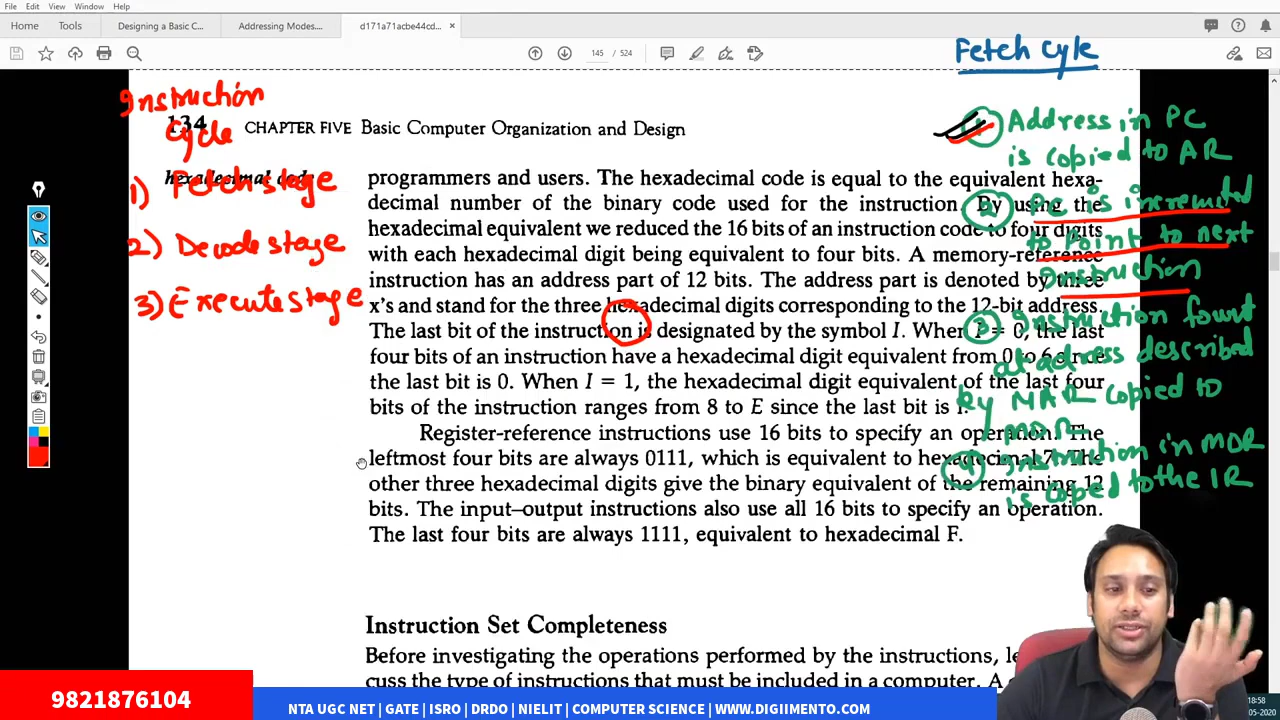 File Edit View Window Help
Home Tools Designing a Basic C... Addressing Modes.... d171a71acbe44cd... ×
145 / 524
Fetch Cyle
Instruction
Cycle
1) Fetch stage
2) Decode stage
3) Execute stage
134 CHAPTER FIVE Basic Computer Organization and Design
hexadecimal code
programmers and users. The hexadecimal code is equal to the equivalent hexa-
decimal number of the binary code used for the instruction. By using the
hexadecimal equivalent we reduced the 16 bits of an instruction code to four digits
with each hexadecimal digit being equivalent to four bits. A memory-reference
instruction has an address part of 12 bits. The address part is denoted by three
x's and stand for the three hexadecimal digits corresponding to the 12-bit address.
The last bit of the instruction is designated by the symbol I. When I = 0, the last
four bits of an instruction have a hexadecimal digit equivalent from 0 to 6 since
the last bit is 0. When I = 1, the hexadecimal digit equivalent of the last four
bits of the instruction ranges from 8 to E since the last bit is 1.
Register-reference instructions use 16 bits to specify an operation. The
leftmost four bits are always 0111, which is equivalent to hexadecimal 7. The
other three hexadecimal digits give the binary equivalent of the remaining 12
bits. The input–output instructions also use all 16 bits to specify an operation.
The last four bits are always 1111, equivalent to hexadecimal F.
Instruction Set Completeness
Before investigating the operations performed by the instructions, le
cuss the type of instructions that must be included in a computer. A
Address in PC
is copied to AR
2 PC is incremented
to point to next
instruction
3 instruction found
at adress described
by MAR copied to
MDR
4 instruction in MDR
is copied to the IR
9821876104
NTA UGC NET | GATE | ISRO | DRDO | NIELIT | COMPUTER SCIENCE | WWW.DIGIIMENTO.COM
18:58
05-2020